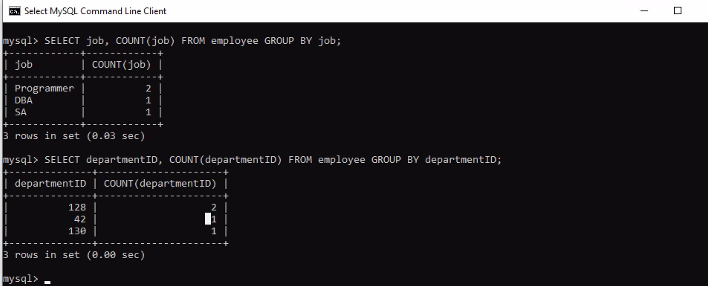 Select MySQL Command Line Client
mysql> SELECT job, COUNT(job) FROM employee GROUP BY job;
+------------+------------+
| job        | COUNT(job) |
+------------+------------+
| Programmer |          2 |
| DBA        |          1 |
| SA         |          1 |
+------------+------------+
3 rows in set (0.03 sec)
mysql> SELECT departmentID, COUNT(departmentID) FROM employee GROUP BY departmentID;
+--------------+---------------------+
| departmentID | COUNT(departmentID) |
+--------------+---------------------+
|          128 |                   2 |
|           42 |                   1 |
|          130 |                   1 |
+--------------+---------------------+
3 rows in set (0.00 sec)
mysql>